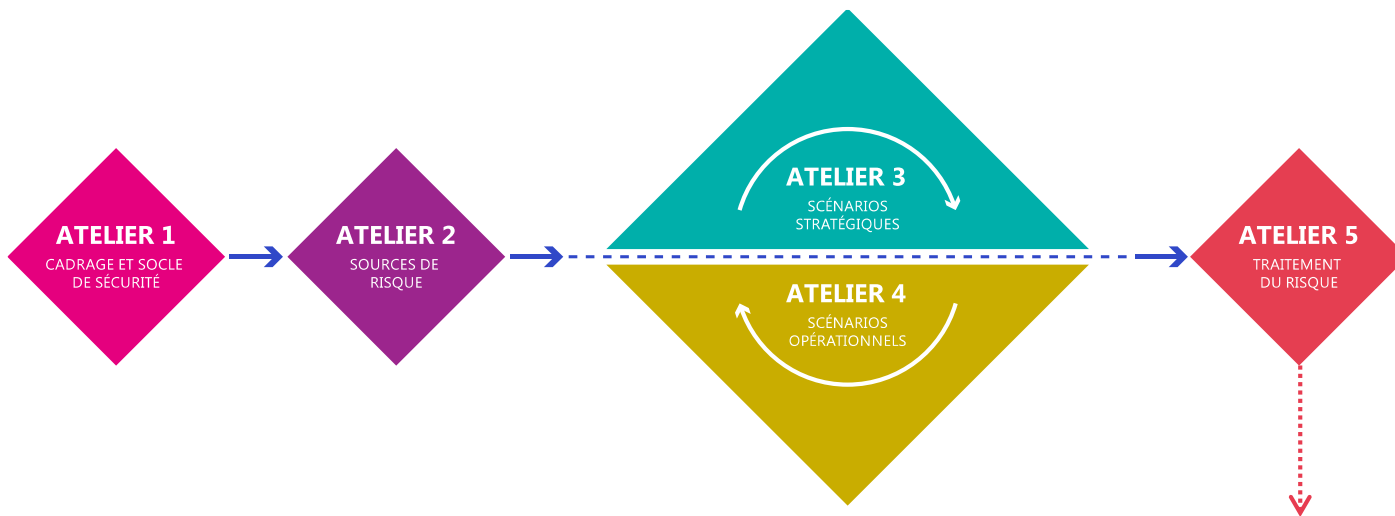 ATELIER 1
CADRAGE ET SOCLE
DE SÉCURITÉ
ATELIER 2
SOURCES DE
RISQUE
ATELIER 3
SCÉNARIOS
STRATÉGIQUES
ATELIER 4
SCÉNARIOS
OPÉRATIONNELS
ATELIER 5
TRAITEMENT
DU RISQUE